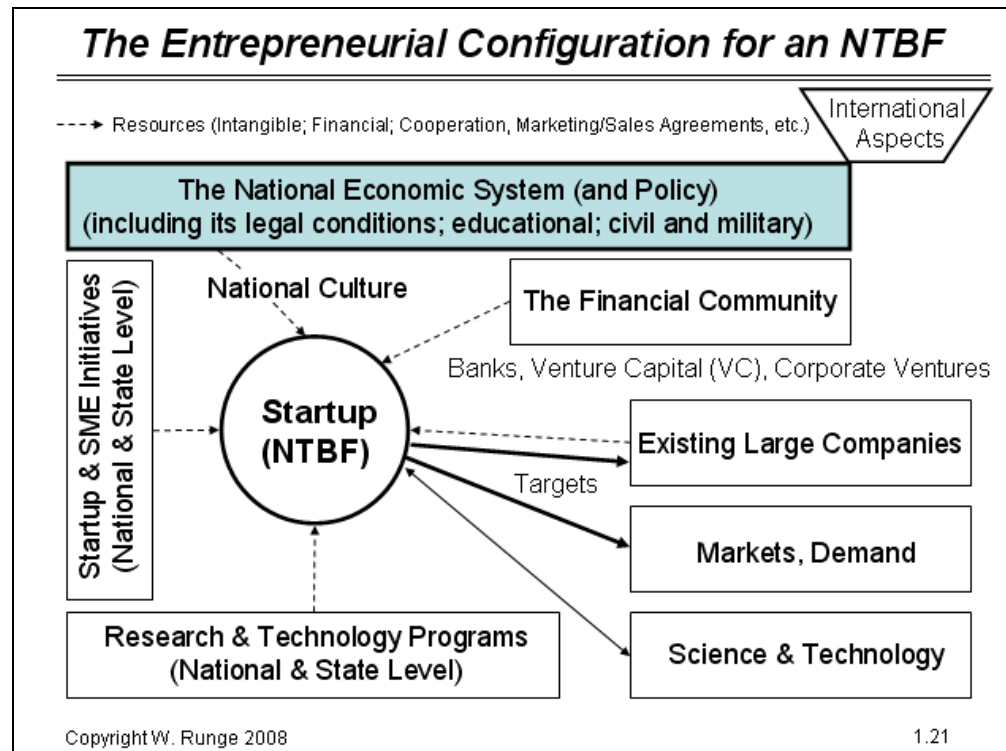 The Entrepreneurial Configuration for an NTBF
Resources (Intangible; Financial; Cooperation, Marketing/Sales Agreements, etc.)
International
Aspects
The National Economic System (and Policy)
(including its legal conditions; educational; civil and military)
Startup & SME Initiatives
(National & State Level)
National Culture
The Financial Community
Banks, Venture Capital (VC), Corporate Ventures
Startup
(NTBF)
Existing Large Companies
Targets
Markets, Demand
Research & Technology Programs
(National & State Level)
Science & Technology
Copyright W. Runge 2008
1.21